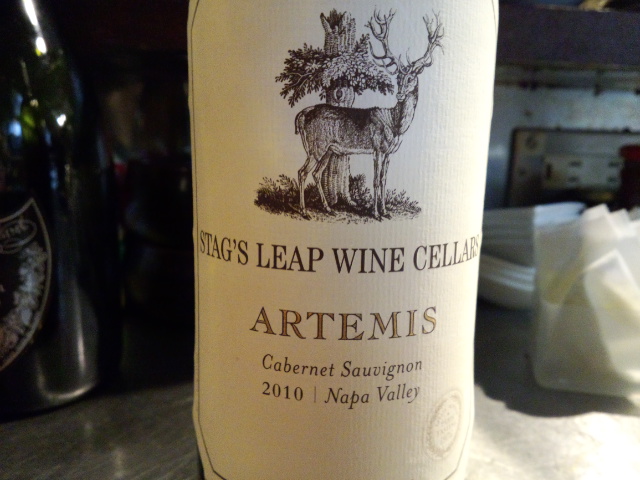 STAG'S LEAP WINE CELLARS
ARTEMIS
Cabernet Sauvignon
2010 | Napa Valley